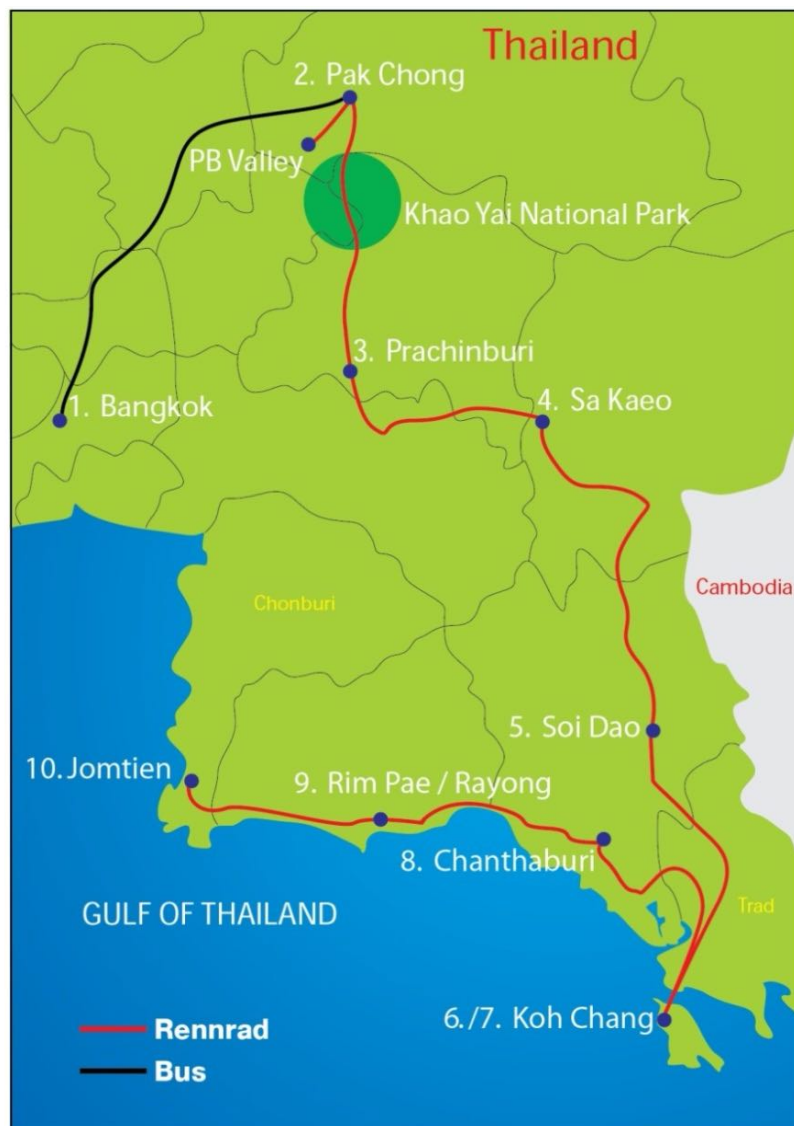 Thailand
2. Pak Chong
PB Valley
Khao Yai National Park
3. Prachinburi
1. Bangkok
4. Sa Kaeo
Cambodia
Chonburi
5. Soi Dao
10. Jomtien
9. Rim Pae / Rayong
8. Chanthaburi
GULF OF THAILAND
Trad
6./7. Koh Chang
Rennrad
Bus